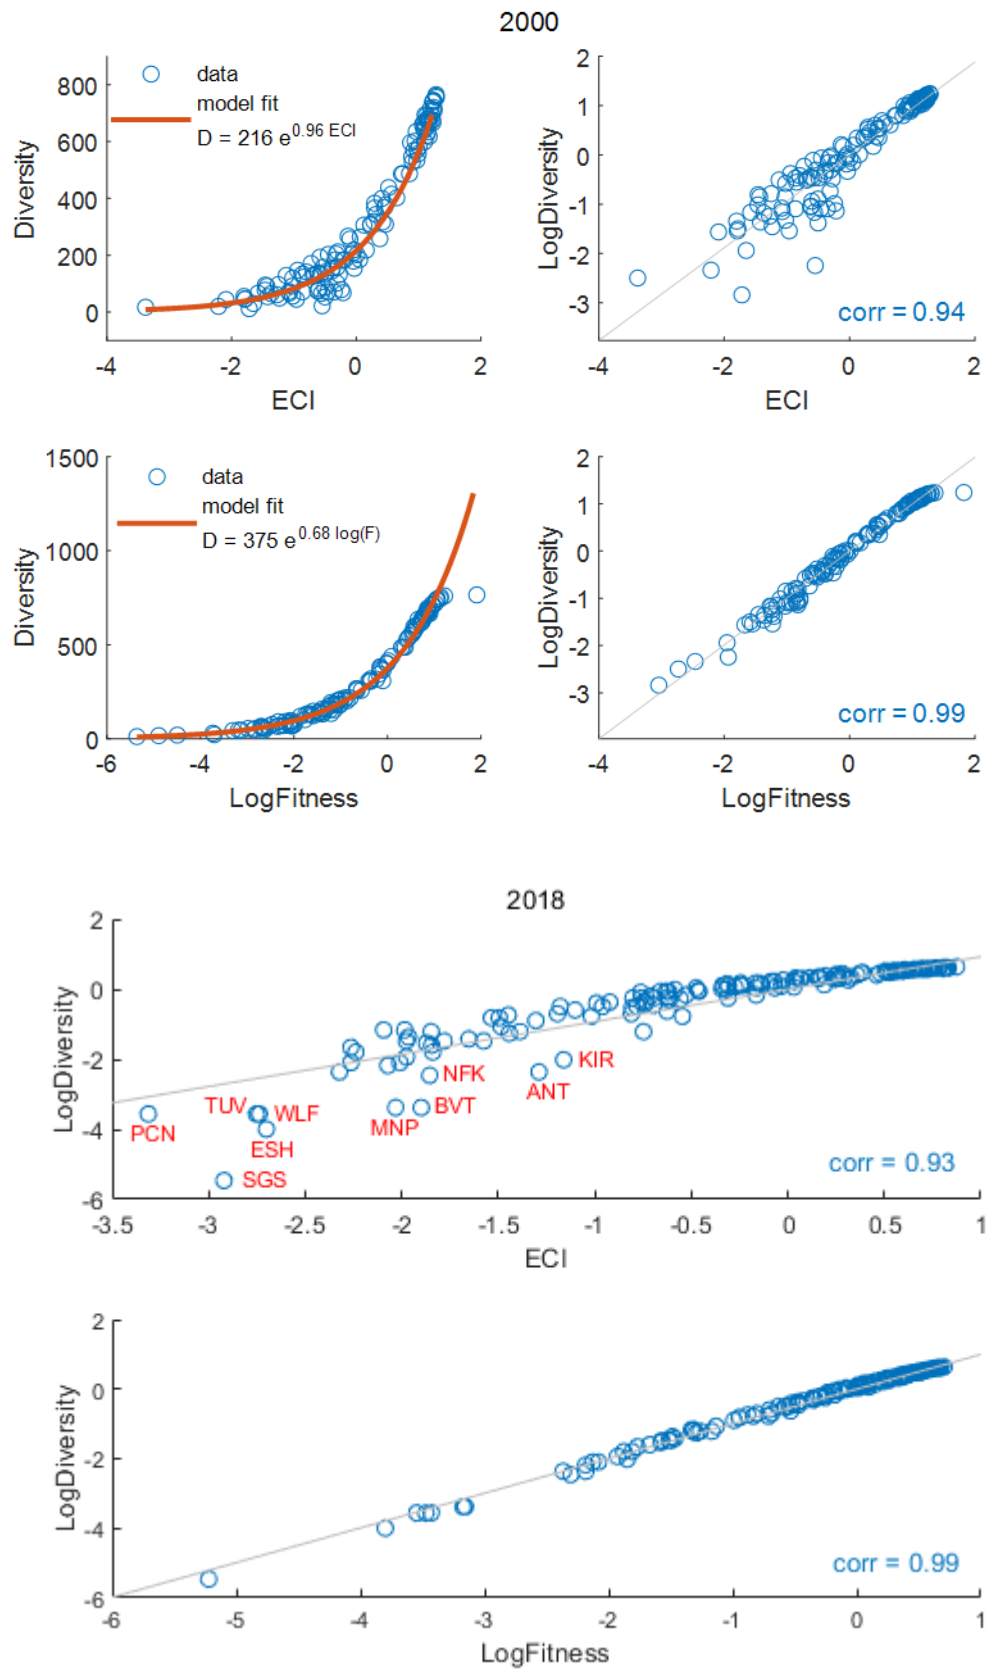 2000
data
model fit
D = 216 e^0.96 ECI
Diversity
800
600
400
200
0
-4
-2
0
2
ECI
LogDiversity
2
1
0
-1
-2
-3
corr = 0.94
-4
-2
0
2
ECI
data
model fit
D = 375 e^0.68 log(F)
Diversity
1500
1000
500
0
-6
-4
-2
0
2
LogFitness
LogDiversity
2
1
0
-1
-2
-3
corr = 0.99
-4
-2
0
2
LogFitness
2018
LogDiversity
2
0
-2
-4
-6
PCN
TUV
WLF
ESH
SGS
MNP
BVT
NFK
ANT
KIR
corr = 0.93
-3.5
-3
-2.5
-2
-1.5
-1
-0.5
0
0.5
1
ECI
LogDiversity
2
0
-2
-4
-6
corr = 0.99
-6
-5
-4
-3
-2
-1
0
1
LogFitness